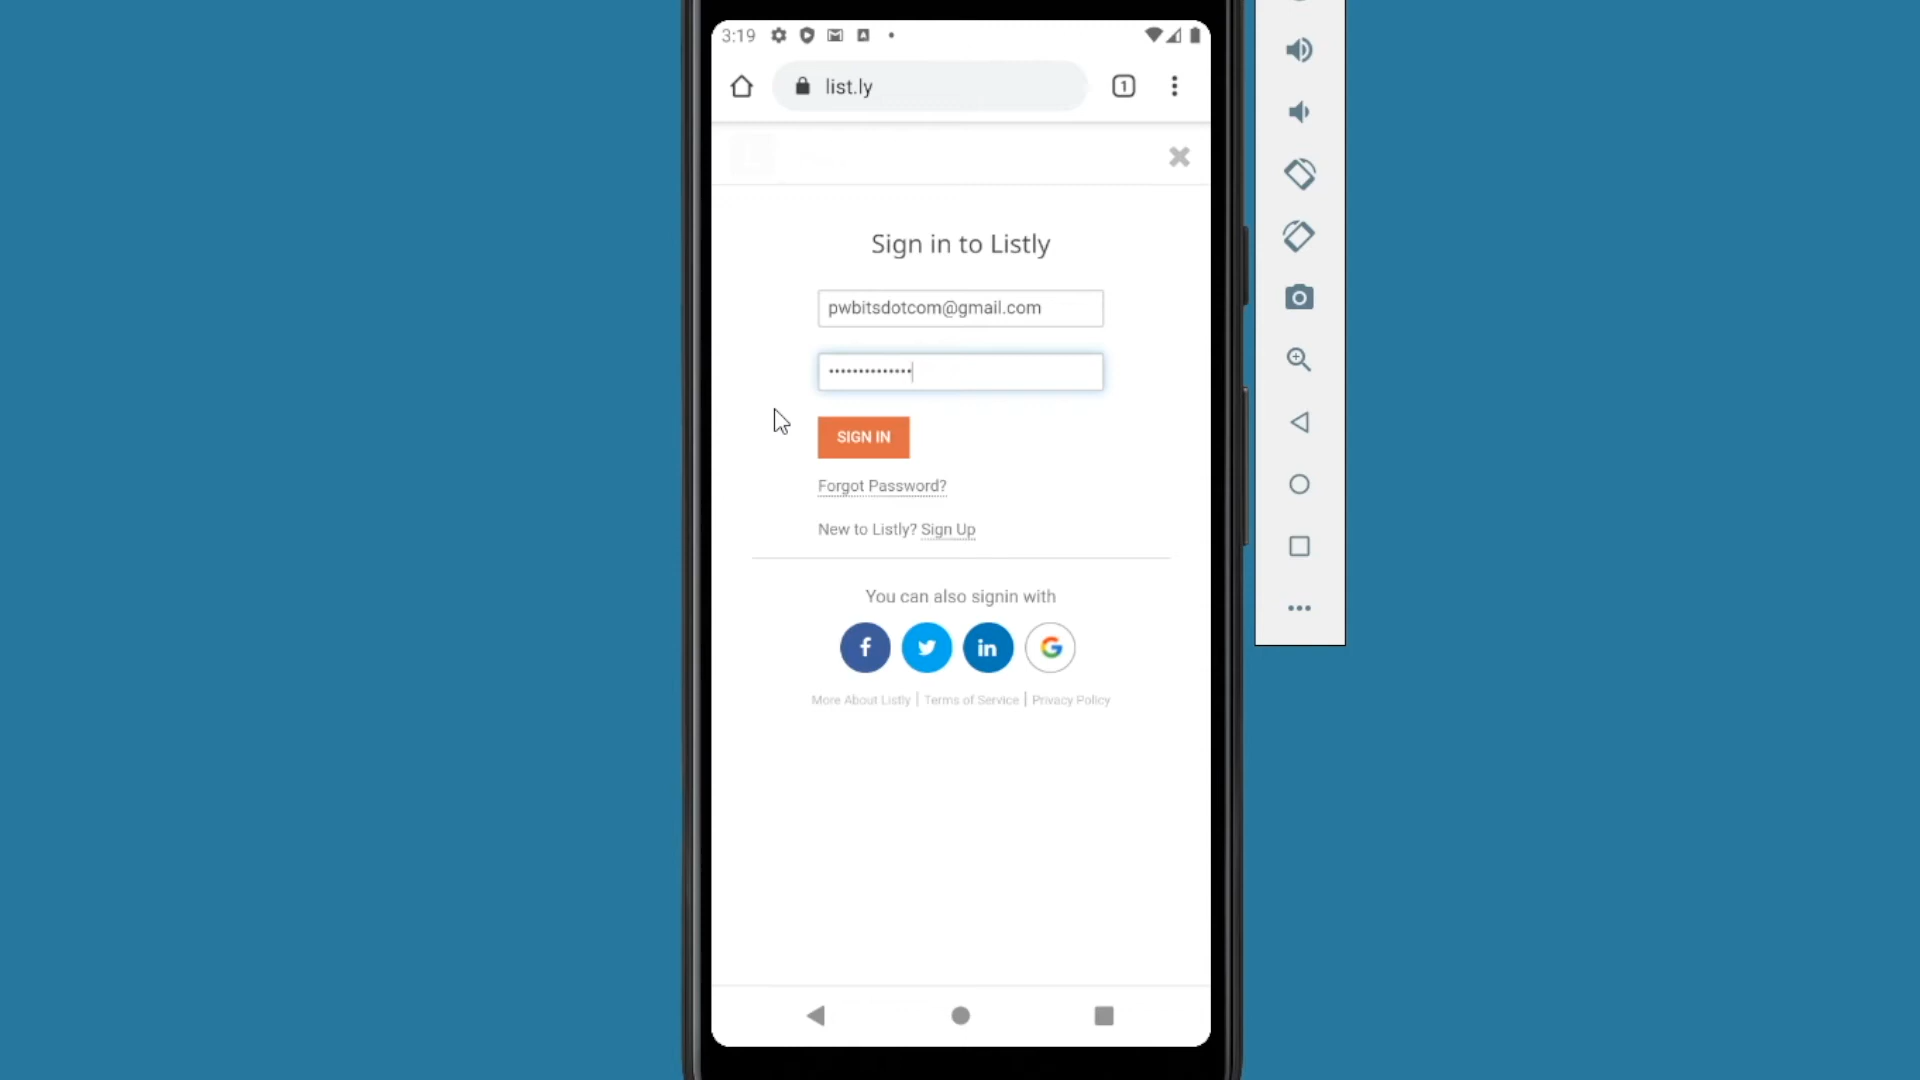 3:19
list.ly
1
Sign in to Listly
pwbitsdotcom@gmail.com
••••••••••••••
SIGN IN
Forgot Password?
New to Listly? Sign Up
You can also signin with
More About Listly | Terms of Service | Privacy Policy